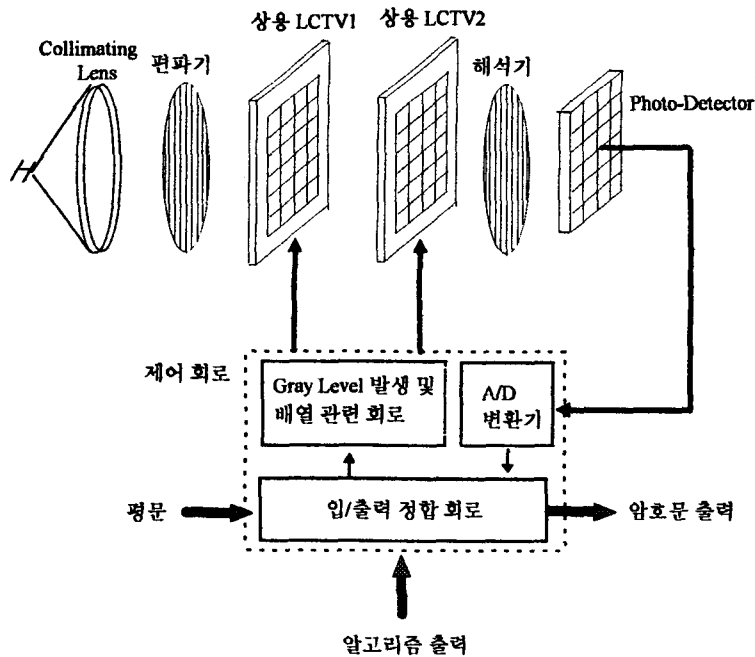 상용 LCTV1
상용 LCTV2
Collimating
Lens
편파기
해석기
Photo-Detector
제어 회로
Gray Level 발생 및
배열 관련 회로
A/D
변환기
평문
입/출력 정합 회로
암호문 출력
알고리즘 출력